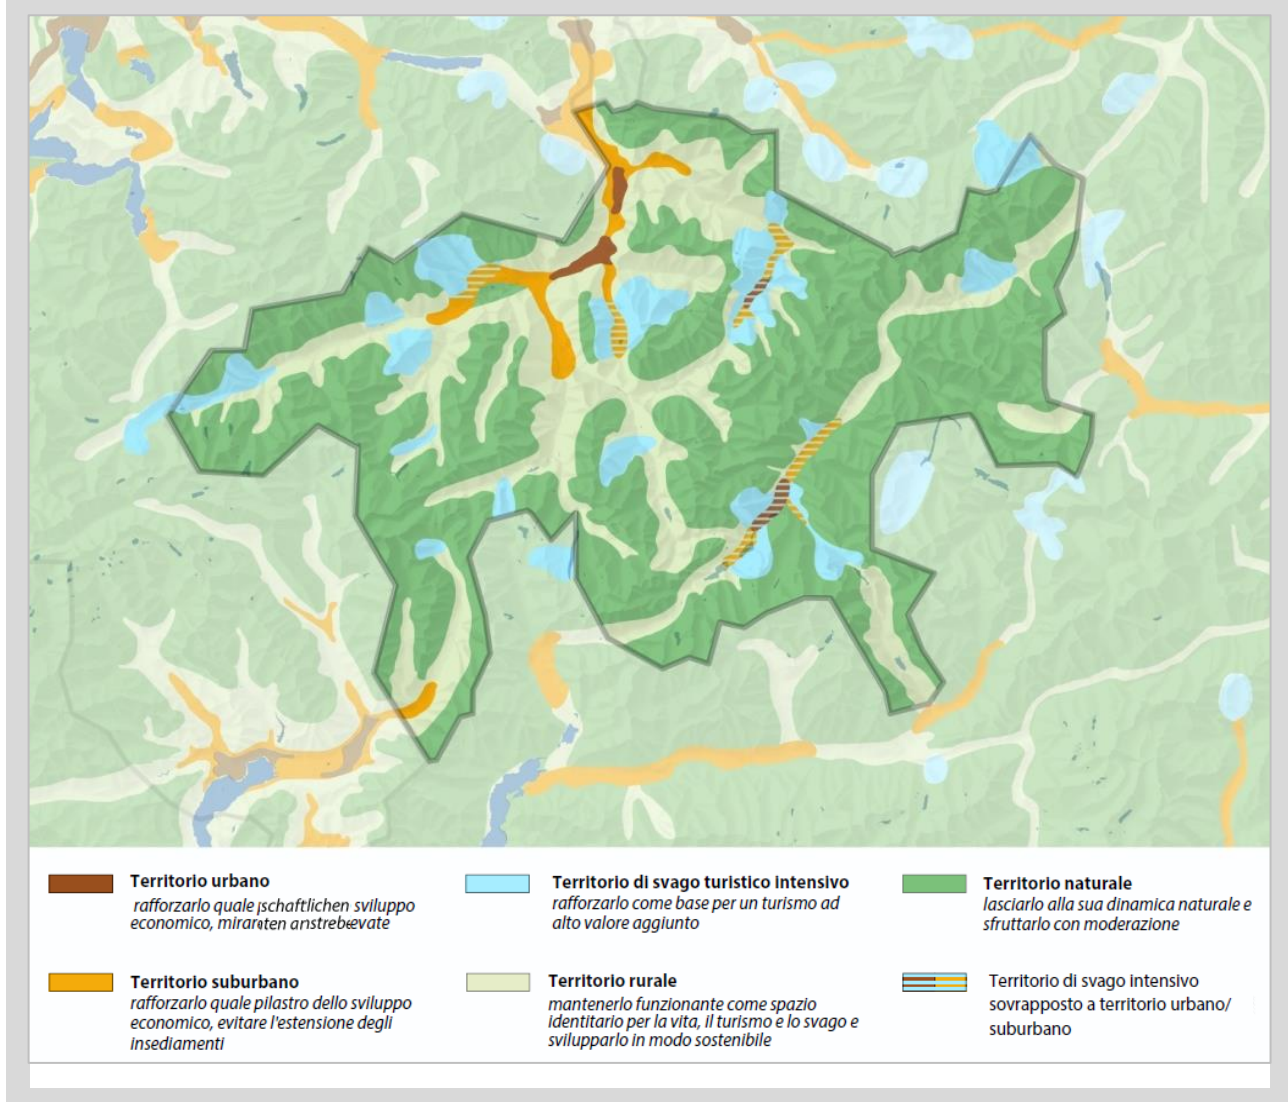 Territorio urbano
rafforzarlo quale schaftlichen sviluppo
economico, anstrebevate
Territorio suburbano
rafforzarlo quale pilastro dello sviluppo
economico, evitare l'estensione degli
insediamenti
Territorio di svago turistico intensivo
rafforzarlo come base per un turismo ad
alto valore aggiunto
Territorio rurale
mantenerlo funzionante come spazio
identitario per la vita, il turismo e lo svago e
svilupparlo in modo sostenibile
Territorio naturale
lasciarlo alla sua dinamica naturale e
sfruttarlo con moderazione
Territorio di svago intensivo
sovrapposto a territorio urbano/
suburbano